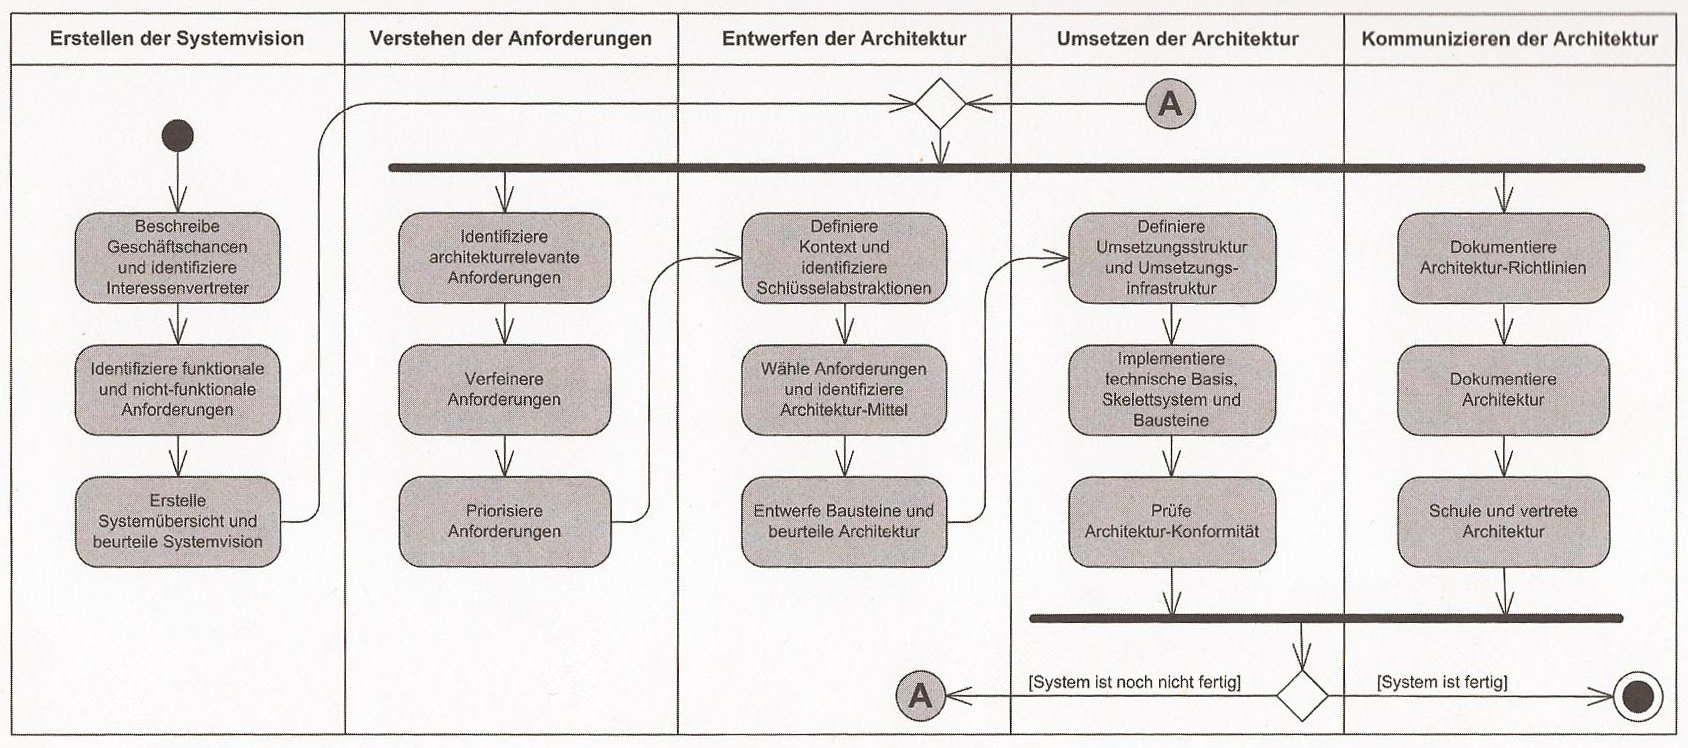 Erstellen der Systemvision
Verstehen der Anforderungen
Entwerfen der Architektur
Umsetzen der Architektur
Kommunizieren der Architektur
A
Beschreibe
Geschäftschancen
und identifiziere
Interessenvertreter
Identifiziere funktionale
und nicht-funktionale
Anforderungen
Erstelle
Systemübersicht und
beurteile Systemvision
Identifiziere
architekturrelevante
Anforderungen
Verfeinere
Anforderungen
Priorisiere
Anforderungen
Definiere
Kontext und
identifiziere
Schlüsselabstraktionen
Wähle Anforderungen
und identifiziere
Architektur-Mittel
Entwerfe Bausteine und
beurteile Architektur
Definiere
Umsetzungsstruktur
und Umsetzungs-
infrastruktur
Implementiere
technische Basis,
Skelettsystem und
Bausteine
Prüfe
Architektur-Konformität
Dokumentiere
Architektur-Richtlinien
Dokumentiere
Architektur
Schule und vertrete
Architektur
A
[System ist noch nicht fertig]
[System ist fertig]